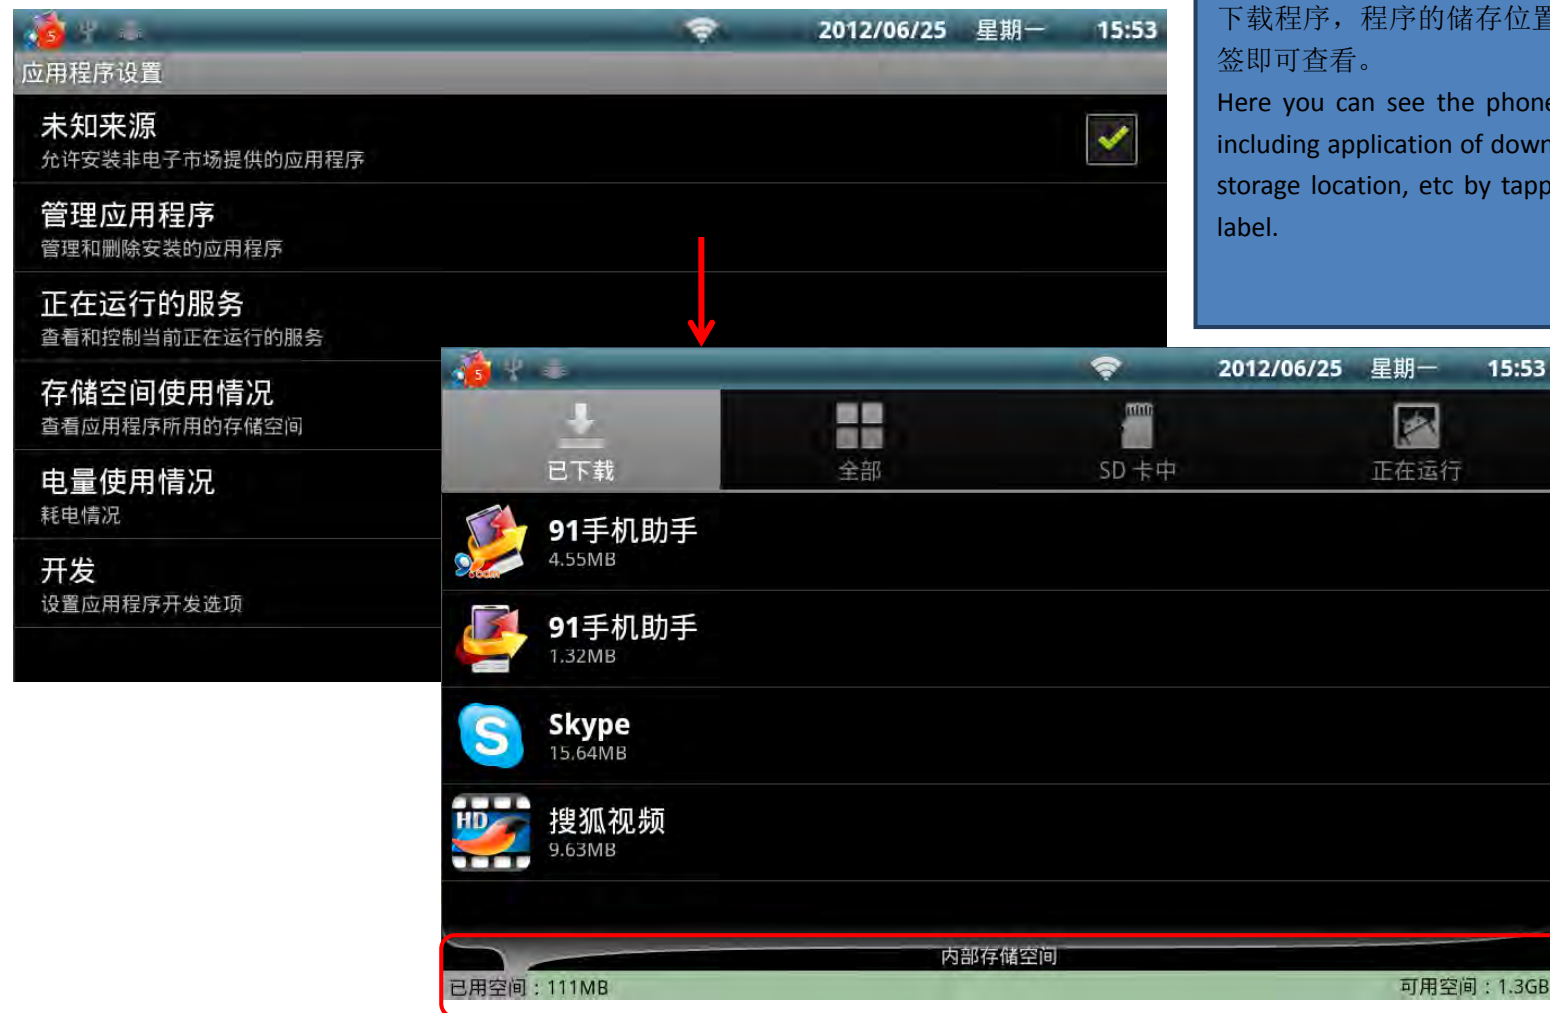 2012/06/25 星期一 15:53
应用程序设置
未知来源
允许安装非电子市场提供的应用程序
管理应用程序
管理和删除安装的应用程序
正在运行的服务
查看和控制当前正在运行的服务
存储空间使用情况
查看应用程序所用的存储空间
电量使用情况
耗电情况
开发
设置应用程序开发选项
下载程序，程序的储存位置
签即可查看。
Here you can see the phone
including application of down
storage location, etc by tapp
label.
2012/06/25 星期一 15:53
已下载 全部 SD 卡中 正在运行
91手机助手
4.55MB
91手机助手
1.32MB
Skype
15.64MB
HD
搜狐视频
9.63MB
内部存储空间
已用空间：111MB 可用空间：1.3GB